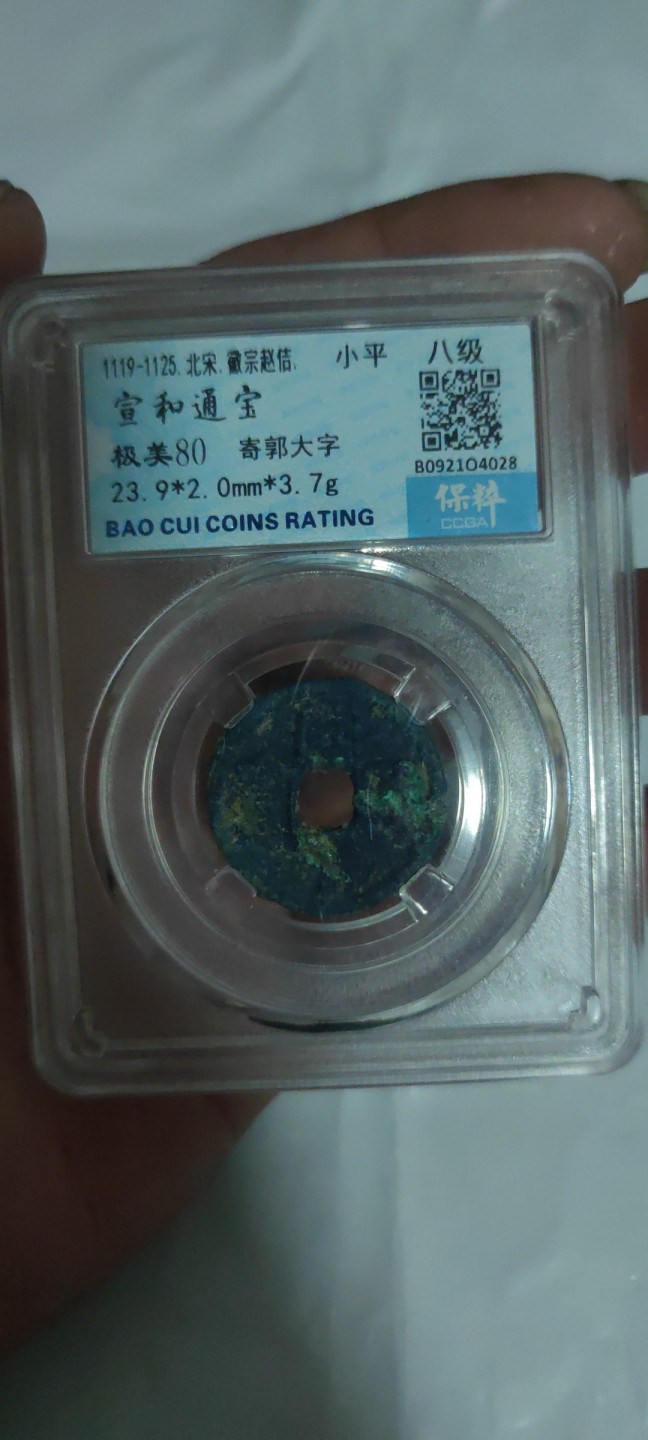 1119-1125.北宋.徽宗赵佶. 小平 八级
宣和通宝
极美80 寄郭大字
23.9*2.0mm*3.7g
BAO CUI COINS RATING
B0921O4028
保粹
CCGA